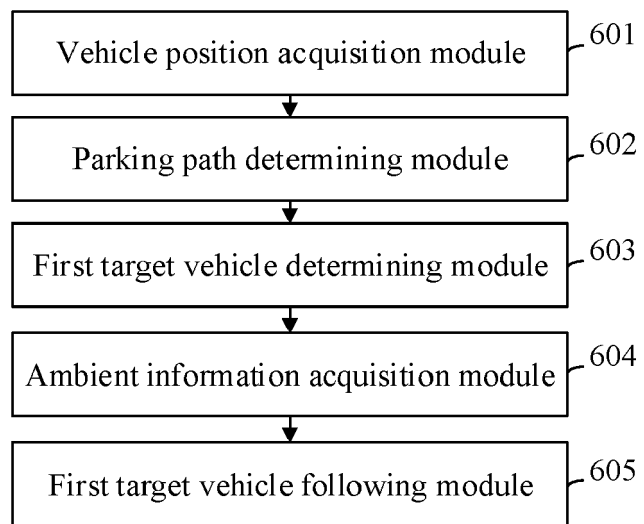 Vehicle position acquisition module 601
Parking path determining module 602
First target vehicle determining module 603
Ambient information acquisition module 604
First target vehicle following module 605